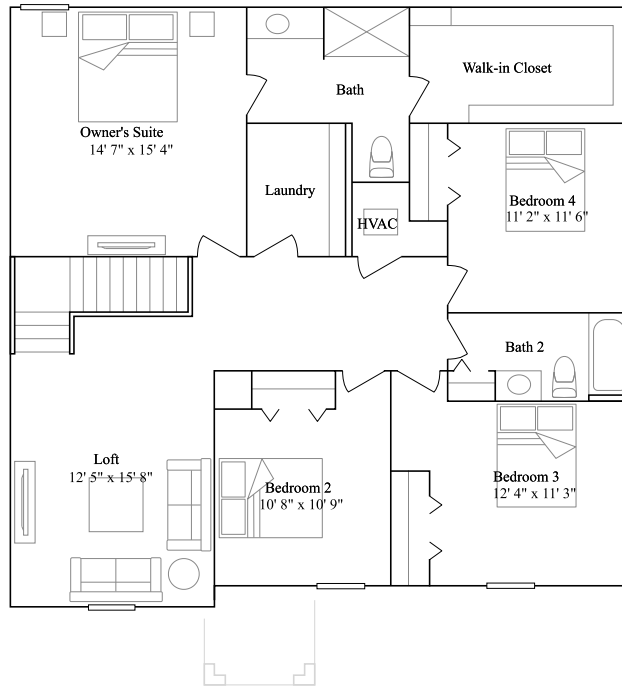 Walk-in Closet
Bath
Owner's Suite
14' 7" x 15' 4"
Laundry
Bedroom 4
11' 2" x 11' 6"
HVAC
Bath 2
Loft
12' 5" x 15' 8"
Bedroom 2
10' 8" x 10' 9"
Bedroom 3
12' 4" x 11' 3"